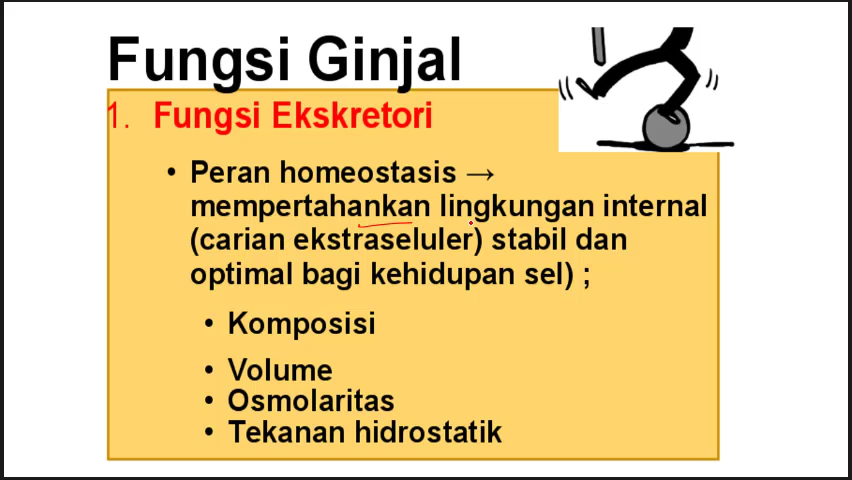 Fungsi Ginjal
1. Fungsi Ekskretori
• Peran homeostasis →
mempertahankan lingkungan internal
(carian ekstraseluler) stabil dan
optimal bagi kehidupan sel) ;
• Komposisi
• Volume
• Osmolaritas
• Tekanan hidrostatik